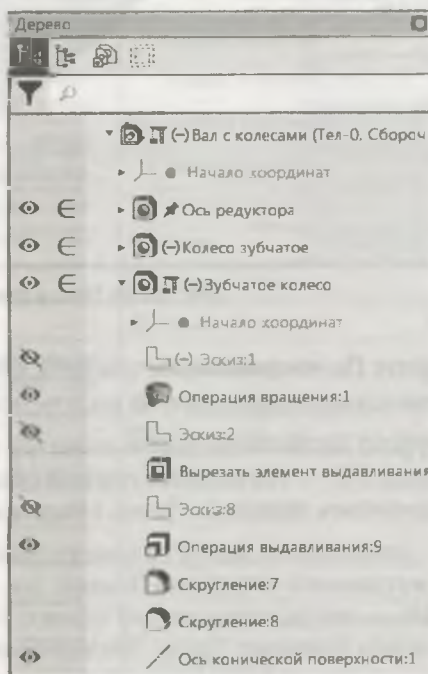 Дерево
(-)Вал с колесами (Тел-0, Сбороч
Начало координат
Ось редуктора
(-)Колесо зубчатое
(-)Зубчатое колесо
Начало координат
(-) Эскиз:1
Операция вращения:1
Эскиз:2
Вырезать элемент выдавливания
Эскиз:8
Операция выдавливания:9
Скругление:7
Скругление:8
Ось конической поверхности:1